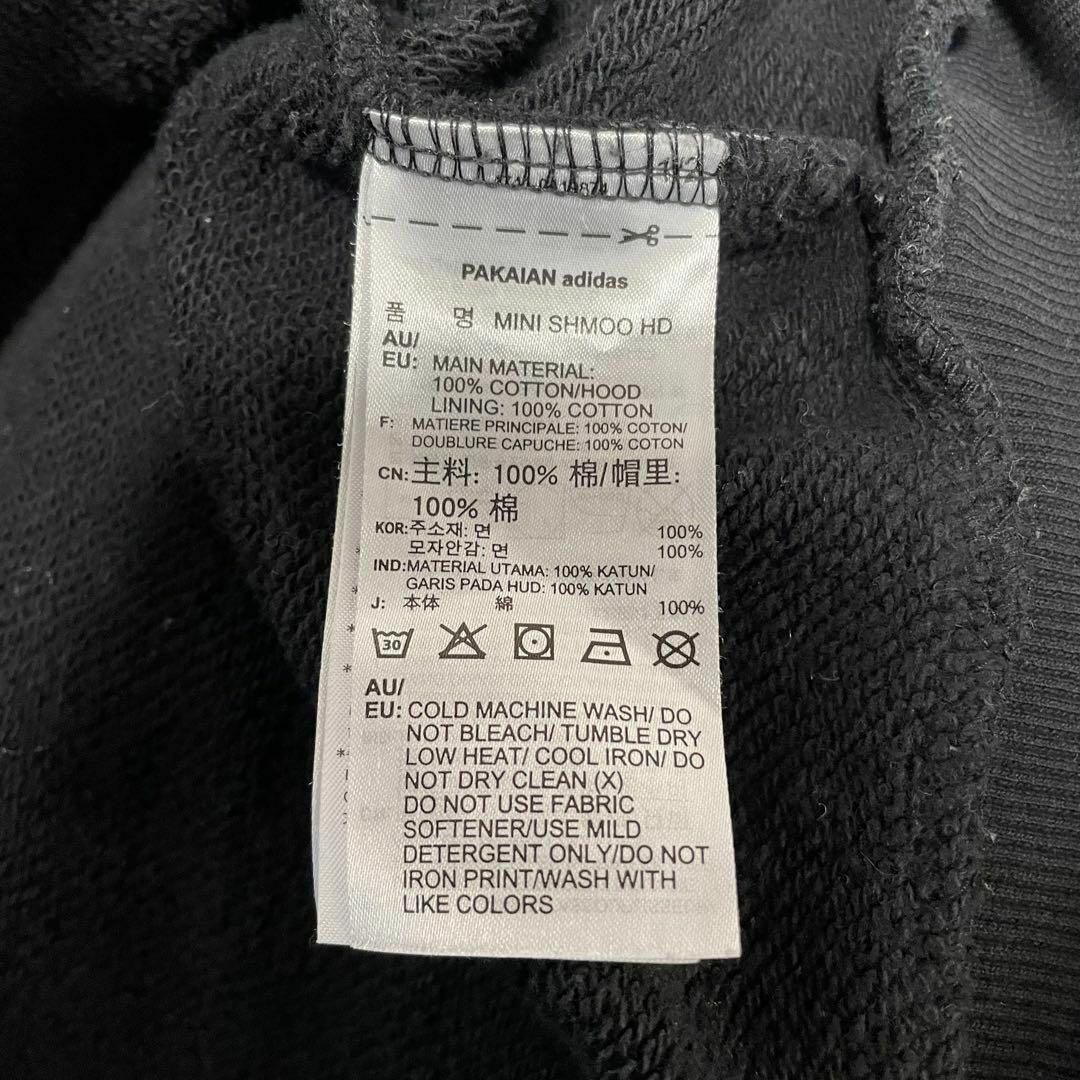 PAKAIAN adidas
품 명 MINI SHMOO HD
AU/
EU: MAIN MATERIAL:
100% COTTON/HOOD
LINING: 100% COTTON
F: MATIERE PRINCIPALE: 100% COTON/
DOUBLURE CAPUCHE: 100% COTON
CN: 主料: 100% 棉/帽里:
100% 棉
KOR: 주소재: 면 100%
모자안감: 면 100%
IND: MATERIAL UTAMA: 100% KATUN/
GARIS PADA HUD: 100% KATUN
J: 本体 綿 100%
30
AU/
EU: COLD MACHINE WASH/ DO
NOT BLEACH/ TUMBLE DRY
LOW HEAT/ COOL IRON/ DO
NOT DRY CLEAN (X)
DO NOT USE FABRIC
SOFTENER/USE MILD
DETERGENT ONLY/DO NOT
IRON PRINT/WASH WITH
LIKE COLORS